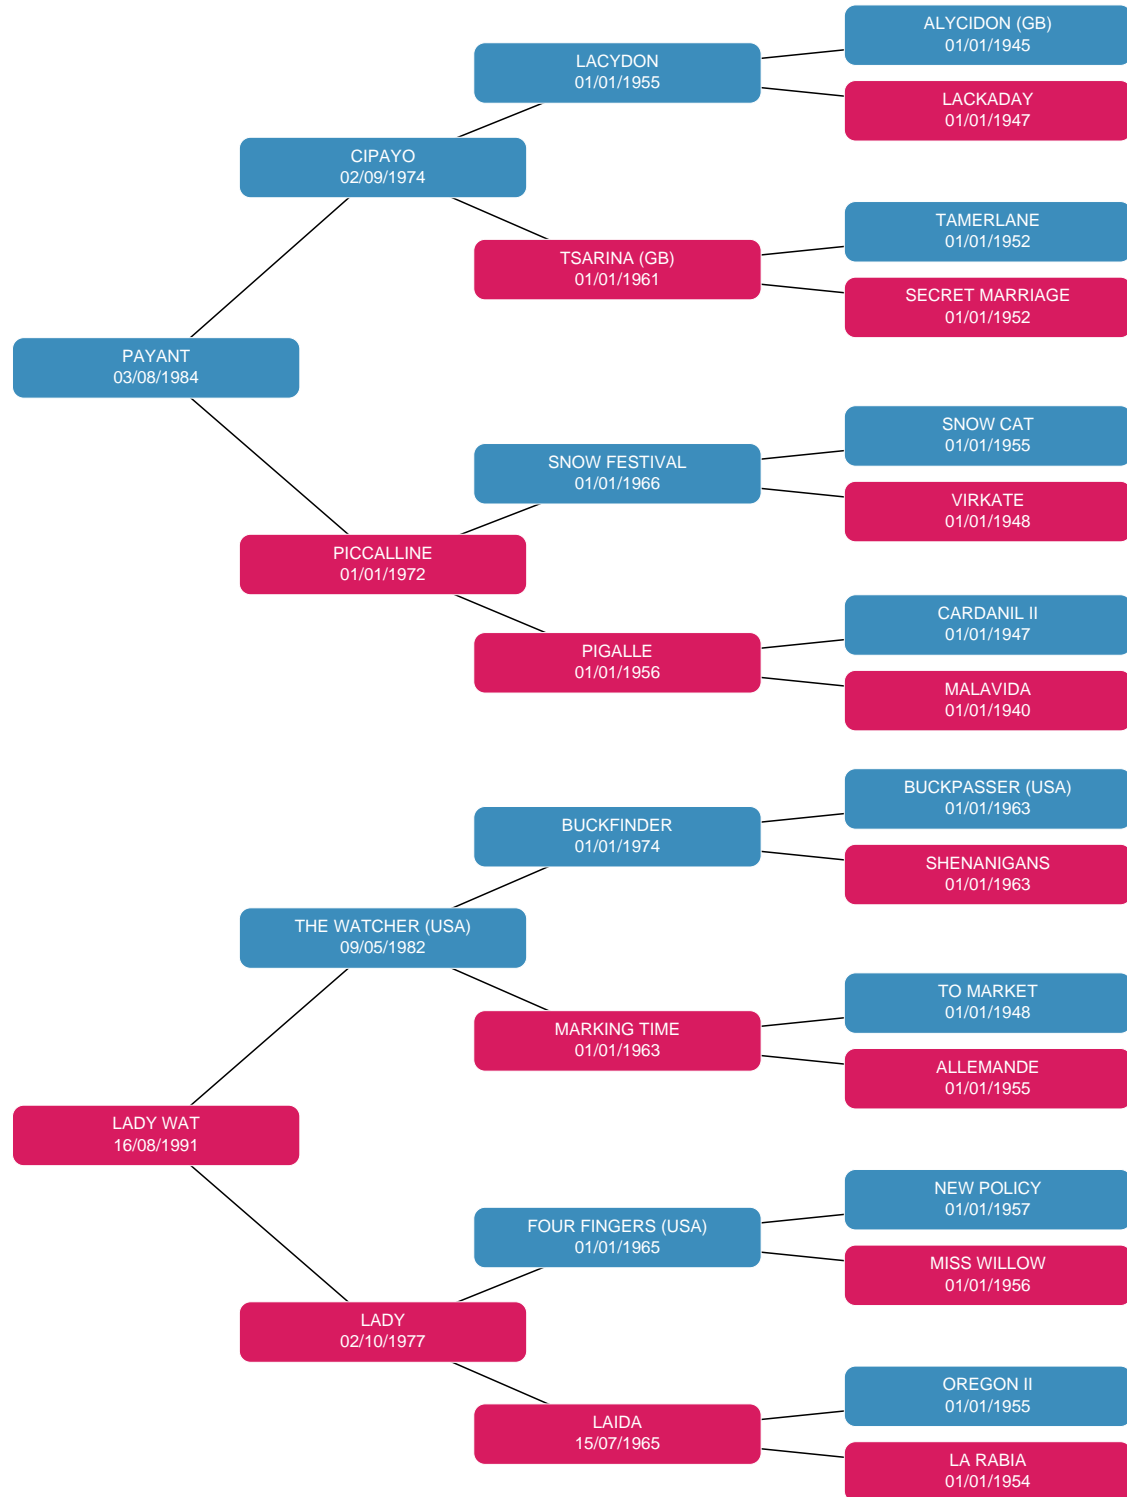 ALYCIDON (GB)
01/01/1945
LACYDON
01/01/1955
LACKADAY
01/01/1947
CIPAYO
02/09/1974
TAMERLANE
01/01/1952
TSARINA (GB)
01/01/1961
SECRET MARRIAGE
01/01/1952
PAYANT
03/08/1984
SNOW CAT
01/01/1955
SNOW FESTIVAL
01/01/1966
VIRKATE
01/01/1948
PICCALLINE
01/01/1972
CARDANIL II
01/01/1947
PIGALLE
01/01/1956
MALAVIDA
01/01/1940
BUCKPASSER (USA)
01/01/1963
BUCKFINDER
01/01/1974
SHENANIGANS
01/01/1963
THE WATCHER (USA)
09/05/1982
TO MARKET
01/01/1948
MARKING TIME
01/01/1963
ALLEMANDE
01/01/1955
LADY WAT
16/08/1991
NEW POLICY
01/01/1957
FOUR FINGERS (USA)
01/01/1965
MISS WILLOW
01/01/1956
LADY
02/10/1977
OREGON II
01/01/1955
LAIDA
15/07/1965
LA RABIA
01/01/1954